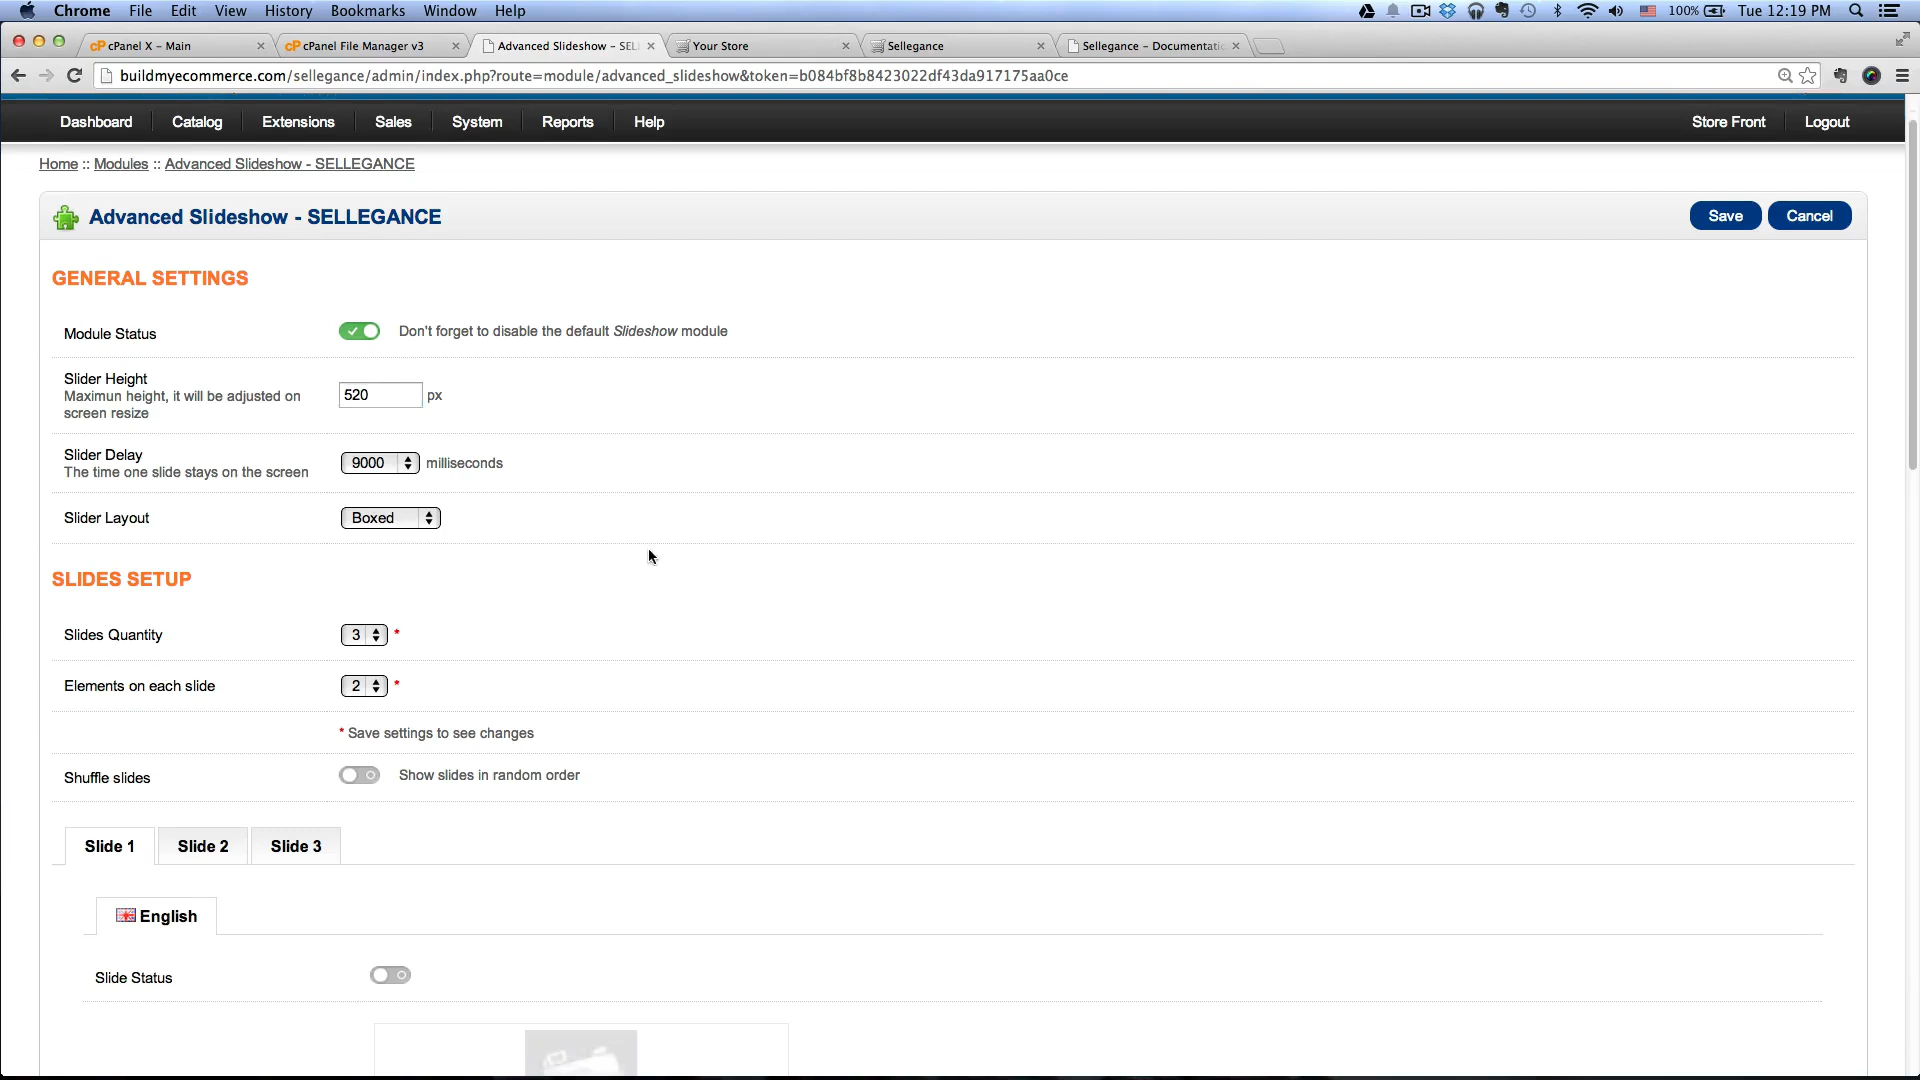 Chrome File Edit View History Bookmarks Window Help 100% Tue 12:19 PM
cPanel X - Main cPanel File Manager v3 Advanced Slideshow - SEL Your Store Sellegance Sellegance - Documentatio
buildmyecommerce.com/sellegance/admin/index.php?route=module/advanced_slideshow&token=b084bf8b8423022df43da917175aa0ce
Dashboard Catalog Extensions Sales System Reports Help Store Front Logout
Home :: Modules :: Advanced Slideshow - SELLEGANCE
Advanced Slideshow - SELLEGANCE Save Cancel
GENERAL SETTINGS
Module Status Don't forget to disable the default Slideshow module
Slider Height
Maximun height, it will be adjusted on
screen resize
520 px
Slider Delay
The time one slide stays on the screen
9000 milliseconds
Slider Layout Boxed
SLIDES SETUP
Slides Quantity 3 *
Elements on each slide 2 *
* Save settings to see changes
Shuffle slides Show slides in random order
Slide 1 Slide 2 Slide 3
English
Slide Status